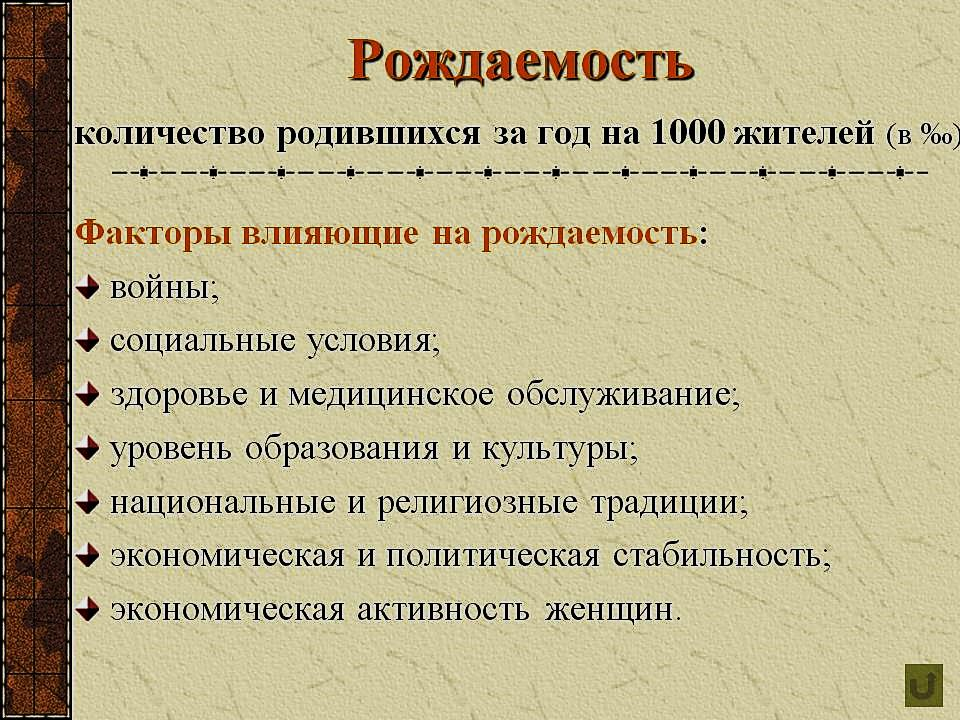 Рождаемость
количество родившихся за год на 1000 жителей (в ‰)
Факторы влияющие на рождаемость:
войны;
социальные условия;
здоровье и медицинское обслуживание;
уровень образования и культуры;
национальные и религиозные традиции;
экономическая и политическая стабильность;
экономическая активность женщин.